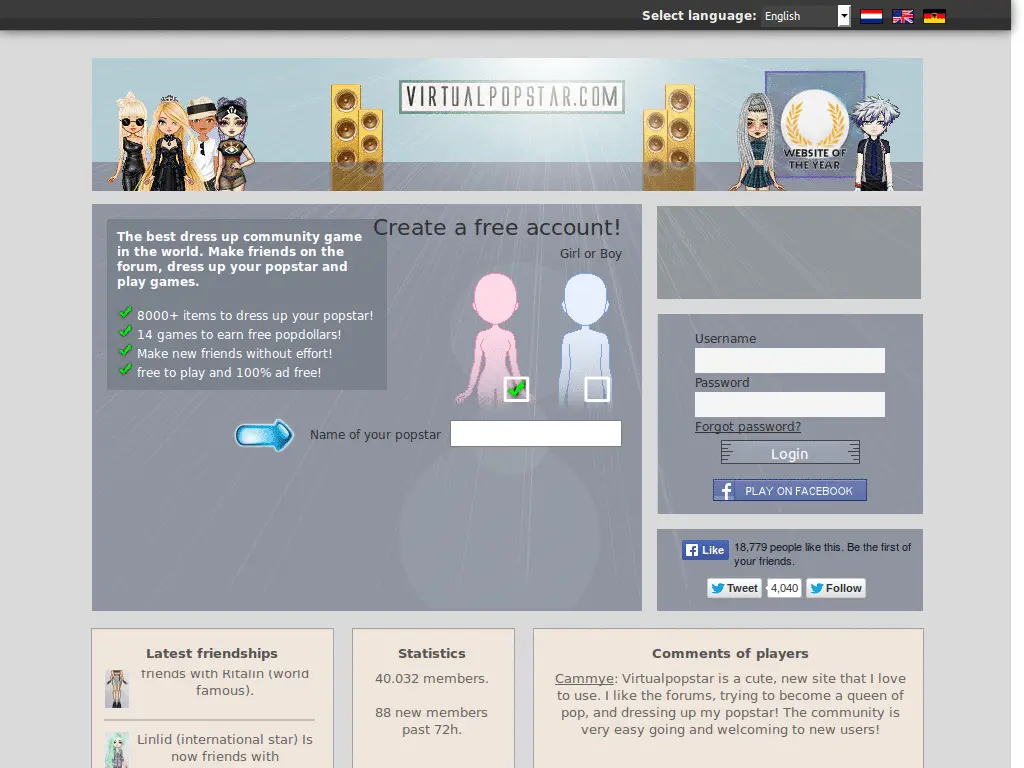 Select language: English
VIRTUALPOPSTAR.COM
WEBSITE OF
THE YEAR
The best dress up community game
in the world. Make friends on the
forum, dress up your popstar and
play games.
8000+ items to dress up your popstar!
14 games to earn free popdollars!
Make new friends without effort!
free to play and 100% ad free!
Create a free account!
Girl or Boy
Name of your popstar
Username
Password
Forgot password?
Login
PLAY ON FACEBOOK
Like 18,779 people like this. Be the first of
your friends.
Tweet 4,040 Follow
Latest friendships
friends with Ritalin (world
famous).
Linlid (international star) Is
now friends with
Statistics
40.032 members.
88 new members
past 72h.
Comments of players
Cammye: Virtualpopstar is a cute, new site that I love
to use. I like the forums, trying to become a queen of
pop, and dressing up my popstar! The community is
very easy going and welcoming to new users!